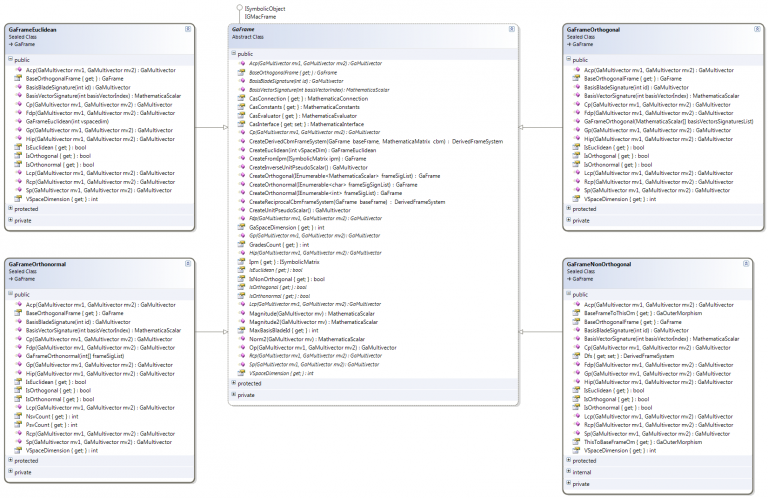 ISymbolicObject
IGMacFrame
GaFrameEuclidean
Sealed Class
GaFrame
public
Acp(GaMultivector mv1, GaMultivector mv2) : GaMultivector
BaseOrthogonalFrame { get; } : GaFrame
BasisBladeSignature(int id) : GaMultivector
BasisVectorSignature(int basisVectorIndex) : MathematicaScalar
Cp(GaMultivector mv1, GaMultivector mv2) : GaMultivector
Fdp(GaMultivector mv1, GaMultivector mv2) : GaMultivector
GaFrameEuclidean(int vspacedim)
Gp(GaMultivector mv1, GaMultivector mv2) : GaMultivector
Hip(GaMultivector mv1, GaMultivector mv2) : GaMultivector
IsEuclidean { get; } : bool
IsOrthogonal { get; } : bool
IsOrthonormal { get; } : bool
Lcp(GaMultivector mv1, GaMultivector mv2) : GaMultivector
Rcp(GaMultivector mv1, GaMultivector mv2) : GaMultivector
Sp(GaMultivector mv1, GaMultivector mv2) : GaMultivector
VSpaceDimension { get; } : int
protected
private
GaFrameOrthonormal
Sealed Class
GaFrame
public
Acp(GaMultivector mv1, GaMultivector mv2) : GaMultivector
BaseOrthogonalFrame { get; } : GaFrame
BasisBladeSignature(int id) : GaMultivector
BasisVectorSignature(int basisVectorIndex) : MathematicaScalar
Cp(GaMultivector mv1, GaMultivector mv2) : GaMultivector
Fdp(GaMultivector mv1, GaMultivector mv2) : GaMultivector
GaFrameOrthonormal(int[] frameSigList)
Gp(GaMultivector mv1, GaMultivector mv2) : GaMultivector
Hip(GaMultivector mv1, GaMultivector mv2) : GaMultivector
IsEuclidean { get; } : bool
IsOrthogonal { get; } : bool
IsOrthonormal { get; } : bool
Lcp(GaMultivector mv1, GaMultivector mv2) : GaMultivector
NsvCount { get; } : int
PsvCount { get; } : int
Rcp(GaMultivector mv1, GaMultivector mv2) : GaMultivector
Sp(GaMultivector mv1, GaMultivector mv2) : GaMultivector
VSpaceDimension { get; } : int
protected
private
GaFrame
Abstract Class
public
Acp(GaMultivector mv1, GaMultivector mv2) : GaMultivector
BaseOrthogonalFrame { get; } : GaFrame
BasisBladeSignature(int id) : GaMultivector
BasisVectorSignature(int basisVectorIndex) : MathematicaScalar
CasConnection { get; } : MathematicaConnection
CasConstants { get; } : MathematicaConstants
CasEvaluator { get; } : MathematicaEvaluator
CasInterface { get; set; } : MathematicaInterface
Cp(GaMultivector mv1, GaMultivector mv2) : GaMultivector
CreateDerivedCbmFrameSystem(GaFrame baseFrame, MathematicaMatrix cbm) : DerivedFrameSystem
CreateEuclidean(int vSpaceDim) : GaFrameEuclidean
CreateFromIpm(ISymbolicMatrix ipm) : GaFrame
CreateInverseUnitPseudoScalar() : GaMultivector
CreateOrthogonal(IEnumerable<MathematicaScalar> frameSigList) : GaFrame
CreateOrthonormal(IEnumerable<char> frameSigSignList) : GaFrame
CreateOrthonormal(IEnumerable<int> frameSigList) : GaFrame
CreateReciprocalCbmFrameSystem(GaFrame baseFrame) : DerivedFrameSystem
CreateUnitPseudoScalar() : GaMultivector
Fdp(GaMultivector mv1, GaMultivector mv2) : GaMultivector
GaSpaceDimension { get; } : int
Gp(GaMultivector mv1, GaMultivector mv2) : GaMultivector
GradesCount { get; } : int
Hip(GaMultivector mv1, GaMultivector mv2) : GaMultivector
Ipm { get; } : ISymbolicMatrix
IsEuclidean { get; } : bool
IsNonOrthogonal { get; } : bool
IsOrthogonal { get; } : bool
IsOrthonormal { get; } : bool
Lcp(GaMultivector mv1, GaMultivector mv2) : GaMultivector
Magnitude(GaMultivector mv) : MathematicaScalar
Magnitude2(GaMultivector mv) : MathematicaScalar
MaxBasisBladeId { get; } : int
Norm2(GaMultivector mv) : MathematicaScalar
Op(GaMultivector mv1, GaMultivector mv2) : GaMultivector
Rcp(GaMultivector mv1, GaMultivector mv2) : GaMultivector
Sp(GaMultivector mv1, GaMultivector mv2) : GaMultivector
VSpaceDimension { get; } : int
protected
private
GaFrameOrthogonal
Sealed Class
GaFrame
public
Acp(GaMultivector mv1, GaMultivector mv2) : GaMultivector
BaseOrthogonalFrame { get; } : GaFrame
BasisBladeSignature(int id) : GaMultivector
BasisVectorSignature(int basisVectorIndex) : MathematicaScalar
Cp(GaMultivector mv1, GaMultivector mv2) : GaMultivector
Fdp(GaMultivector mv1, GaMultivector mv2) : GaMultivector
GaFrameOrthogonal(MathematicaScalar[] basisVectorsSignaturesList)
Gp(GaMultivector mv1, GaMultivector mv2) : GaMultivector
Hip(GaMultivector mv1, GaMultivector mv2) : GaMultivector
IsEuclidean { get; } : bool
IsOrthogonal { get; } : bool
IsOrthonormal { get; } : bool
Lcp(GaMultivector mv1, GaMultivector mv2) : GaMultivector
Rcp(GaMultivector mv1, GaMultivector mv2) : GaMultivector
Sp(GaMultivector mv1, GaMultivector mv2) : GaMultivector
VSpaceDimension { get; } : int
protected
private
GaFrameNonOrthogonal
Sealed Class
GaFrame
public
Acp(GaMultivector mv1, GaMultivector mv2) : GaMultivector
BaseFrameToThisOm { get; } : GaOuterMorphism
BaseOrthogonalFrame { get; } : GaFrame
BasisBladeSignature(int id) : GaMultivector
BasisVectorSignature(int basisVectorIndex) : MathematicaScalar
Cp(GaMultivector mv1, GaMultivector mv2) : GaMultivector
Dfs { get; set; } : DerivedFrameSystem
Fdp(GaMultivector mv1, GaMultivector mv2) : GaMultivector
Gp(GaMultivector mv1, GaMultivector mv2) : GaMultivector
Hip(GaMultivector mv1, GaMultivector mv2) : GaMultivector
IsEuclidean { get; } : bool
IsOrthogonal { get; } : bool
IsOrthonormal { get; } : bool
Lcp(GaMultivector mv1, GaMultivector mv2) : GaMultivector
Rcp(GaMultivector mv1, GaMultivector mv2) : GaMultivector
Sp(GaMultivector mv1, GaMultivector mv2) : GaMultivector
ThisToBaseFrameOm { get; } : GaOuterMorphism
VSpaceDimension { get; } : int
protected
internal
private